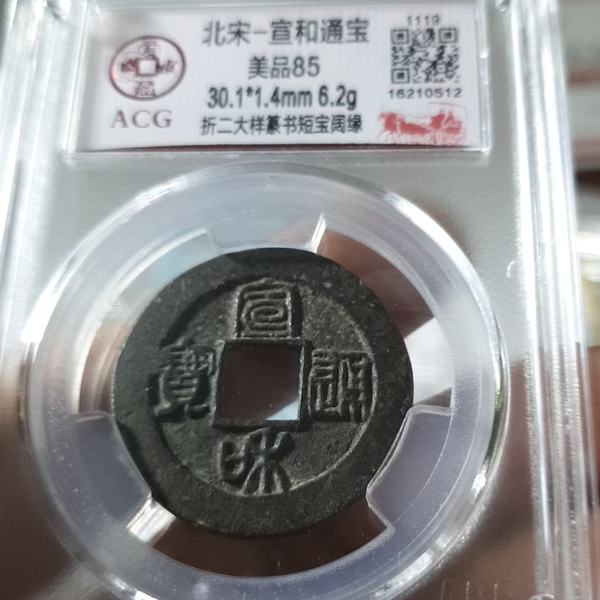 北宋-宣和通宝
美品85
30.1*1.4mm 6.2g
折二大样篆书短宝阔缘
ACG
1119
16210512
宣
和
通
寶